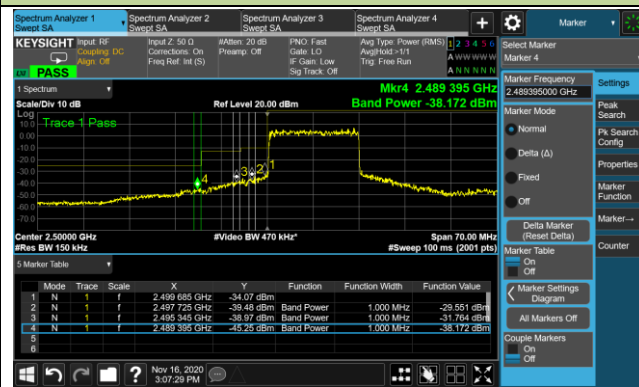 Spectrum Analyzer 1
Swept SA
Spectrum Analyzer 2
Swept SA
Spectrum Analyzer 3
Swept SA
Spectrum Analyzer 4
Swept SA
+
Marker
KEYSIGHT
Input: RF
Coupling: DC
Align: Off
Input Z: 50 Ω
Corrections: On
Freq Ref: Int (S)
#Atten: 20 dB
Preamp: Off
PNO: Fast
Gate: LO
IF Gain: Low
Sig Track: Off
Avg Type: Power (RMS)
Avg|Hold:>1/1
Trig: Free Run
1 2 3 4 5 6
A W W W W W
A N N N N N
LXI PASS
1 Spectrum
Mkr4 2.489 395 GHz
Scale/Div 10 dB
Ref Level 20.00 dBm
Band Power -38.172 dBm
Log
Trace 1 Pass
10.0
0.00
-10.0
-20.0
-30.0
-40.0
-50.0
-60.0
-70.0
4
3
2
1
Center 2.50000 GHz
#Video BW 470 kHz*
Span 70.00 MHz
#Res BW 150 kHz
#Sweep 100 ms (2001 pts)
5 Marker Table
Mode Trace Scale X Y Function Function Width Function Value
1 N 1 f 2.499 685 GHz -34.07 dBm
2 N 1 f 2.497 725 GHz -39.48 dBm Band Power 1.000 MHz -29.551 dBm
3 N 1 f 2.495 345 GHz -38.97 dBm Band Power 1.000 MHz -31.764 dBm
4 N 1 f 2.489 395 GHz -45.25 dBm Band Power 1.000 MHz -38.172 dBm
5
6
Nov 16, 2020
3:07:29 PM
Select Marker
Marker 4
Marker Frequency
2.489395000 GHz
Marker Mode
Normal
Delta (Δ)
Fixed
Off
Delta Marker
(Reset Delta)
Marker Table
On
Off
Marker Settings
Diagram
All Markers Off
Couple Markers
On
Off
Settings
Peak
Search
Pk Search
Config
Properties
Marker
Function
Marker→
Counter